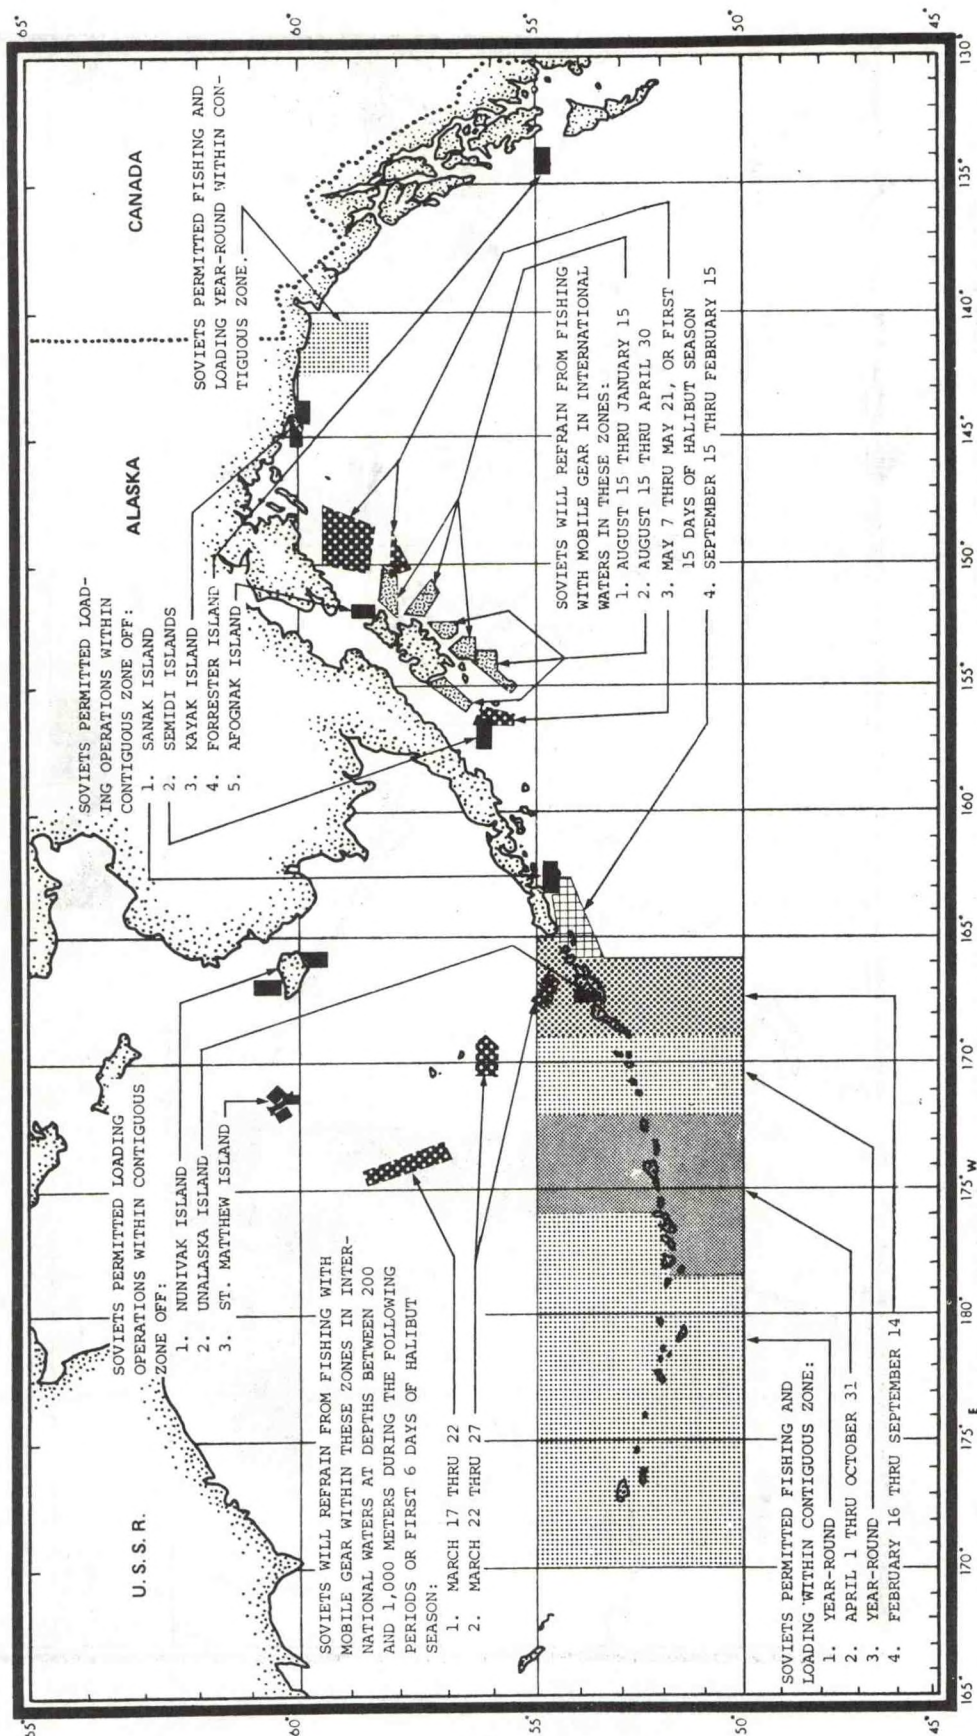 65°
60°
55°
50°
45°
U.S.S.R.
ALASKA
CANADA
SOVIETS PERMITTED LOADING
OPERATIONS WITHIN CONTIGUOUS
ZONE OFF:
1. NUNIVAK ISLAND
2. UNALASKA ISLAND
3. ST. MATTHEW ISLAND
SOVIETS PERMITTED LOAD-
ING OPERATIONS WITHIN
CONTIGUOUS ZONE OFF:
1. SANAK ISLAND
2. SEMIDI ISLANDS
3. KAYAK ISLAND
4. FORRESTER ISLAND
5. AFOGNAK ISLAND
SOVIETS PERMITTED FISHING AND
LOADING YEAR-ROUND WITHIN CON-
TIGUOUS ZONE.
SOVIETS WILL REFRAIN FROM FISHING WITH
MOBILE GEAR WITHIN THESE ZONES IN INTER-
NATIONAL WATERS AT DEPTHS BETWEEN 200
AND 1,000 METERS DURING THE FOLLOWING
PERIODS OR FIRST 6 DAYS OF HALIBUT
SEASON:
1. MARCH 17 THRU 22
2. MARCH 22 THRU 27
SOVIETS WILL REFRAIN FROM FISHING
WITH MOBILE GEAR IN INTERNATIONAL
WATERS IN THESE ZONES:
1. AUGUST 15 THRU JANUARY 15
2. AUGUST 15 THRU APRIL 30
3. MAY 7 THRU MAY 21, OR FIRST
15 DAYS OF HALIBUT SEASON
4. SEPTEMBER 15 THRU FEBRUARY 15
SOVIETS PERMITTED FISHING AND
LOADING WITHIN CONTIGUOUS ZONE:
1. YEAR-ROUND
2. APRIL 1 THRU OCTOBER 31
3. YEAR-ROUND
4. FEBRUARY 16 THRU SEPTEMBER 14
65°
60°
55°
50°
45°
165°
170°
175°
E
180°
W
175°
170°
165°
160°
155°
150°
145°
140°
135°
130°